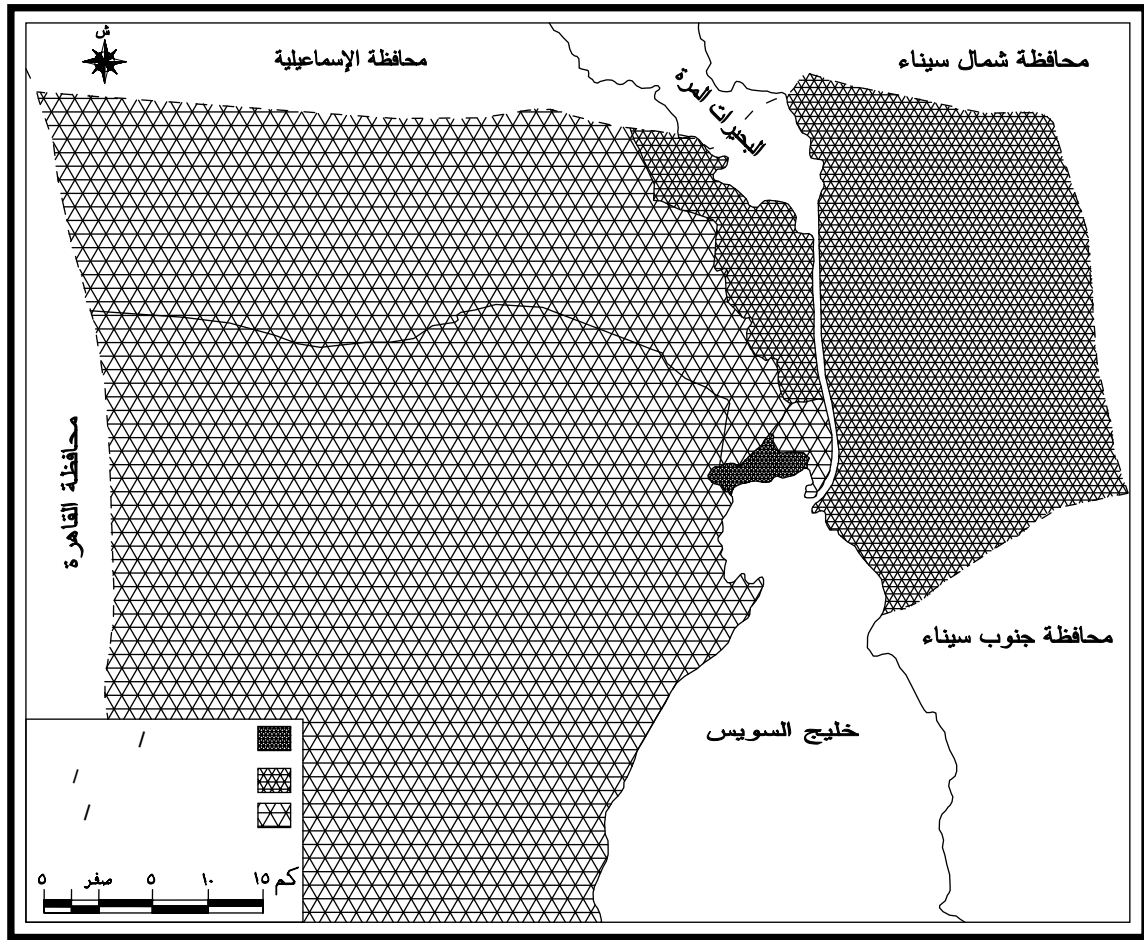 ش
محافظة الإسماعيلية
محافظة شمال سيناء
البحيرات المرة
محافظة القاهرة
محافظة جنوب سيناء
خليج السويس
/
/
/
٥ صفر ٥ ١٠ ١٥ كم